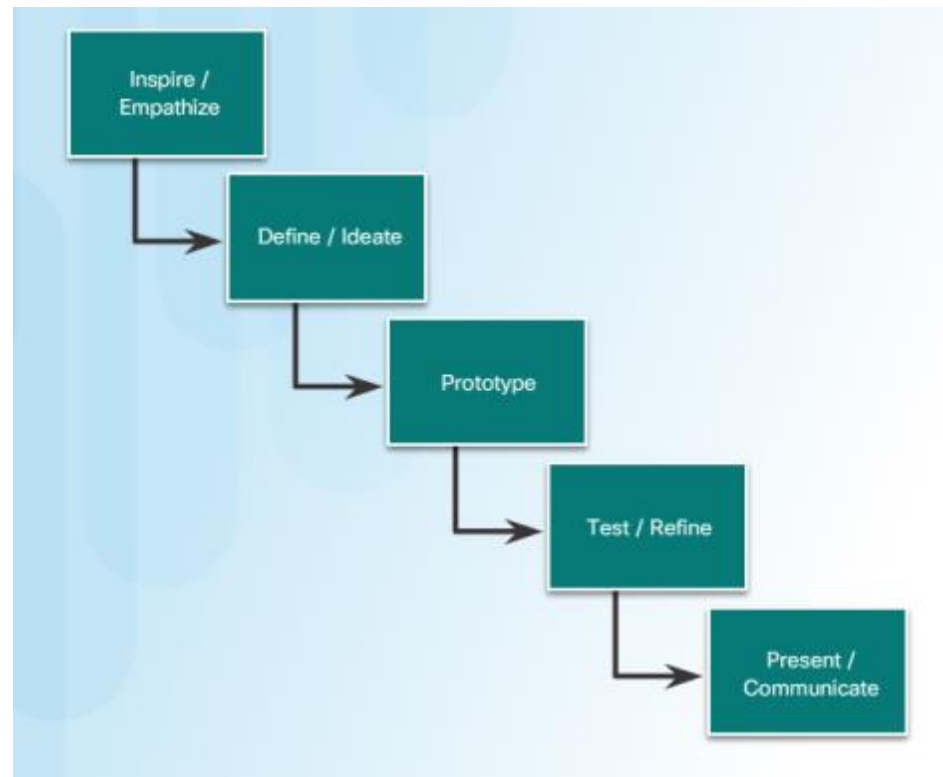 Inspire /
Empathize
Define / Ideate
Prototype
Test / Refine
Present /
Communicate